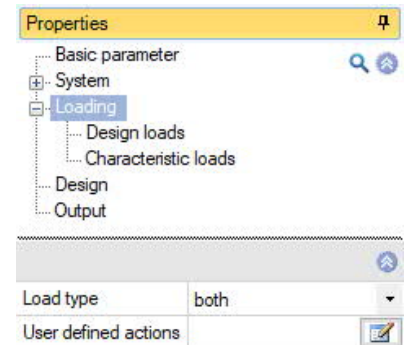 Properties
Basic parameter
System
Loading
Design loads
Characteristic loads
Design
Output
Load type both
User defined actions